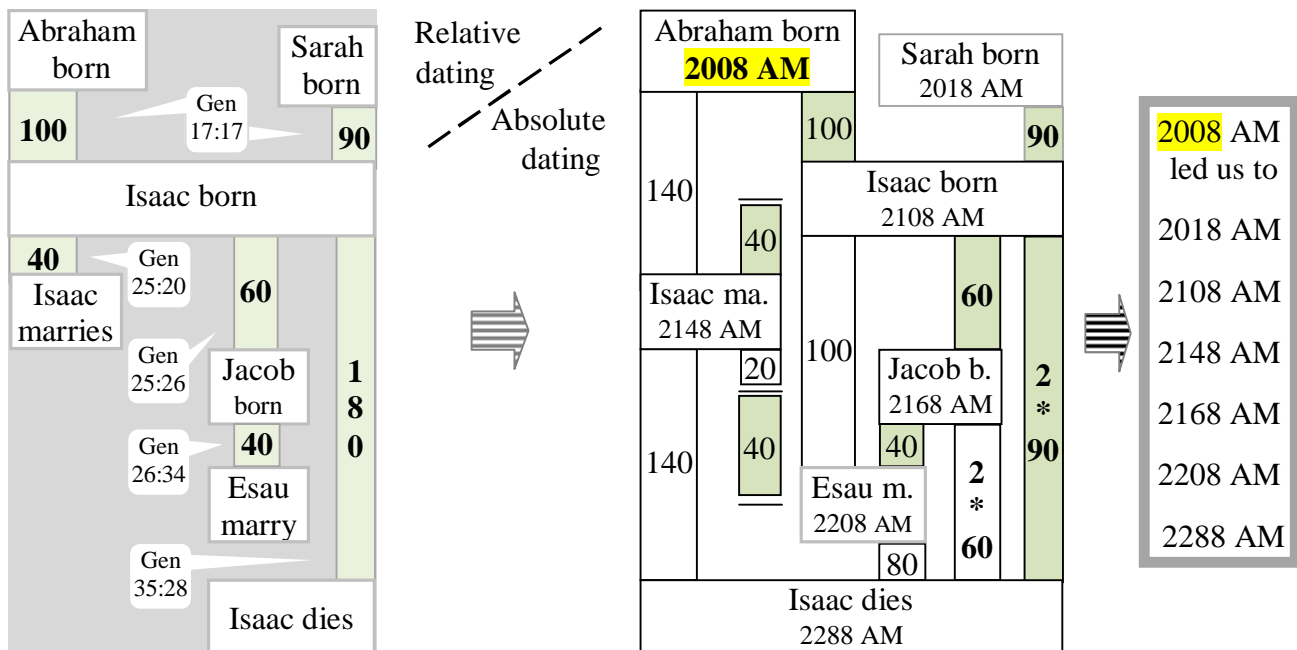 Abraham
born
Sarah
born
100
Gen
17:17
90
Isaac born
40
Gen
25:20
Isaac
marries
60
Gen
25:26
Jacob
born
1
8
0
Gen
26:34
40
Esau
marry
Gen
35:28
Isaac dies
Relative
dating
Absolute
dating
Abraham born
2008 AM
Sarah born
2018 AM
100
90
140
Isaac born
2108 AM
40
Isaac ma.
2148 AM
60
100
20
Jacob b.
2168 AM
2
*
90
40
140
40
Esau m.
2208 AM
2
*
60
80
Isaac dies
2288 AM
2008 AM
led us to
2018 AM
2108 AM
2148 AM
2168 AM
2208 AM
2288 AM